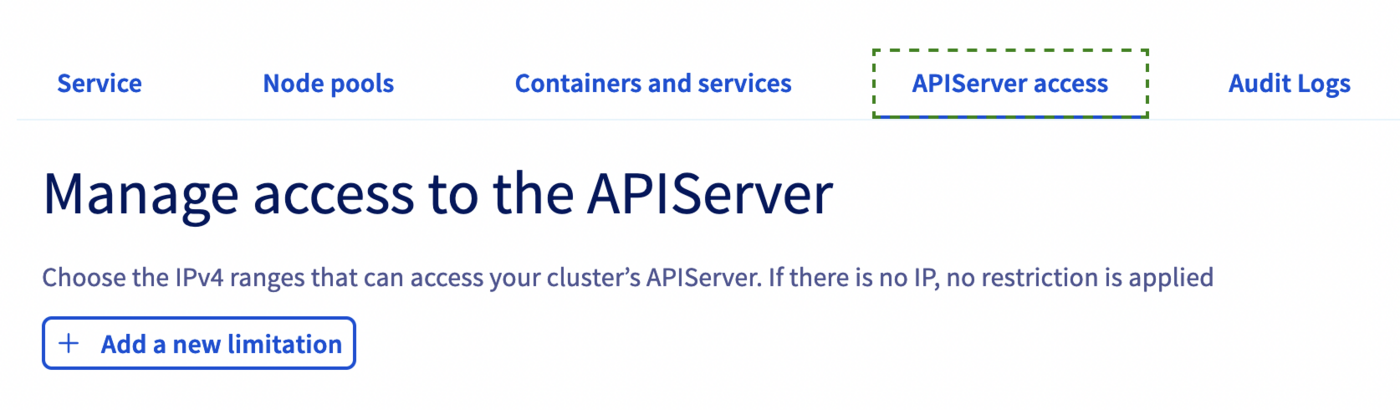 Service Node pools Containers and services APIServer access Audit Logs
Manage access to the APIServer
Choose the IPv4 ranges that can access your cluster’s APIServer. If there is no IP, no restriction is applied
+ Add a new limitation